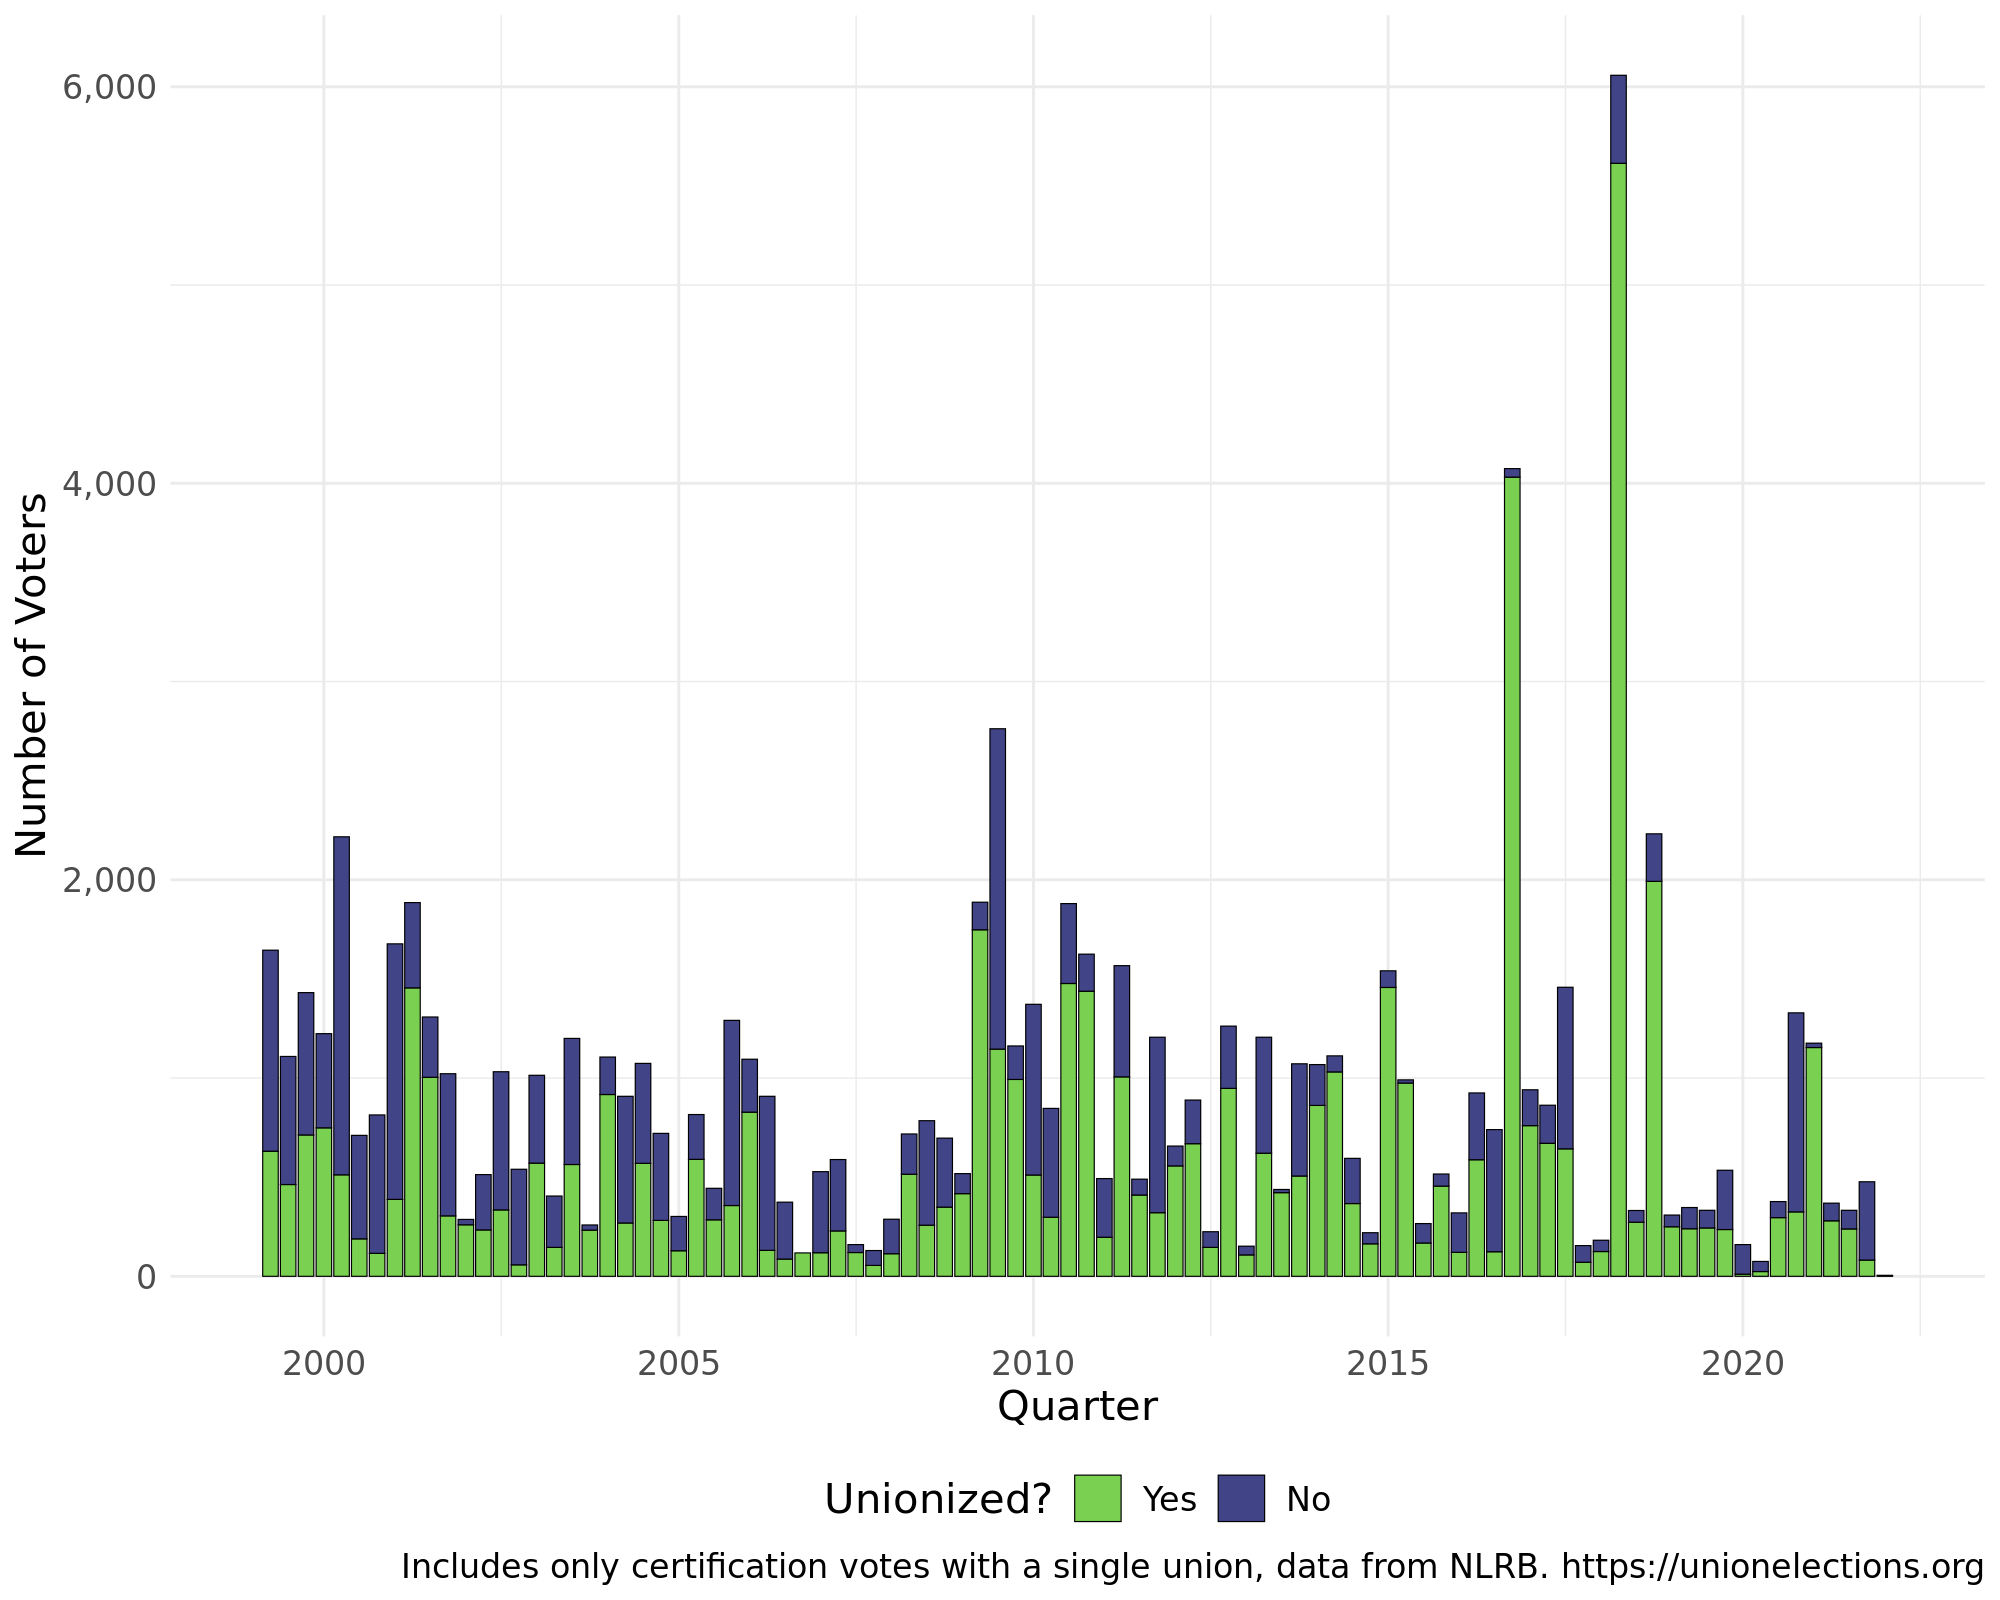 6,000
4,000
2,000
0
Number of Voters
2000 2005 2010 2015 2020
Quarter
Unionized? Yes No
Includes only certification votes with a single union, data from NLRB. https://unionelections.org